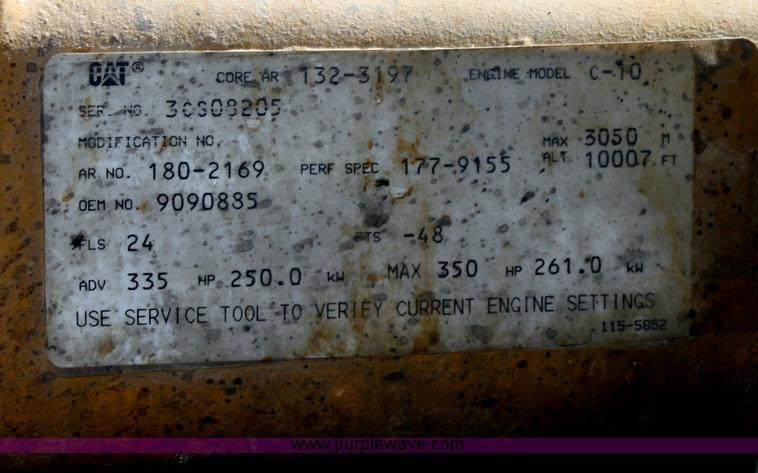 CAT® CORE AR 132-3197 ENGINE MODEL C-10
SER. NO. 3CS08205
MODIFICATION NO.
AR NO. 180-2169 PERF SPEC 177-9155 MAX ALT 3050 M 10007 FT
OEM NO. 9090885
FLS 24 FTS -48
ADV 335 HP 250.0 kW MAX 350 HP 261.0 kW
USE SERVICE TOOL TO VERIFY CURRENT ENGINE SETTINGS
115-5852
www.purplewave.com